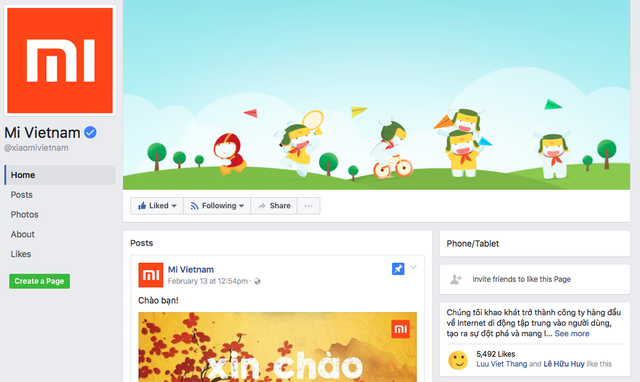 mi
Mi Vietnam
@xiaomivietnam
Home
Posts
Photos
About
Likes
Create a Page
Liked
Following
Share
Posts
mi
Mi Vietnam
February 13 at 12:54pm ·
Chào bạn!
mi
xin chào
Phone/Tablet
Invite friends to like this Page
Chúng tôi khao khát trở thành công ty hàng đầu
về Internet di động tập trung vào người dùng,
tạo ra sự đột phá và mang l... See more
5,492 Likes
Luu Viet Thang and Lê Hữu Huy like this